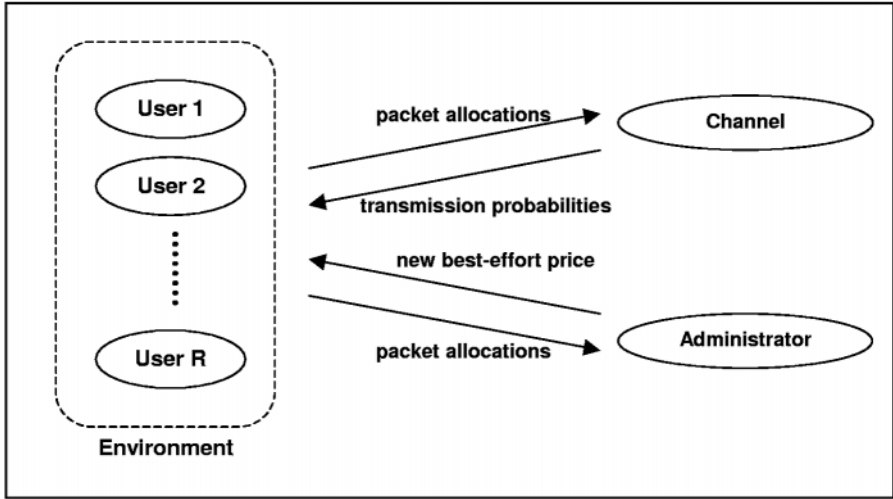 User 1
User 2
User R
Environment
packet allocations
Channel
transmission probabilities
new best-effort price
Administrator
packet allocations